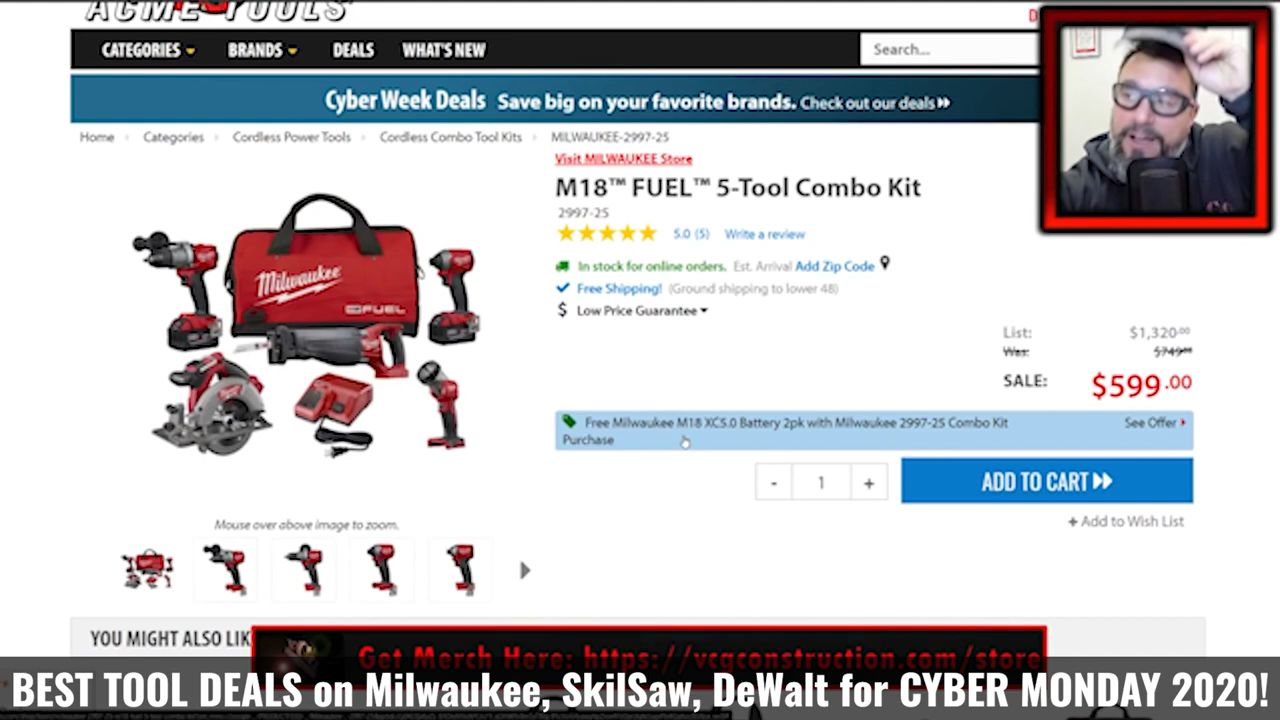 ACME TOOLS
CATEGORIES BRANDS DEALS WHAT'S NEW Search...
Cyber Week Deals Save big on your favorite brands. Check out our deals
Home Categories Cordless Power Tools Cordless Combo Tool Kits MILWAUKEE-2997-25
Visit MILWAUKEE Store
M18™ FUEL™ 5-Tool Combo Kit
2997-25
5.0 (5) Write a review
In stock for online orders. Est. Arrival Add Zip Code
Free Shipping! (Ground shipping to lower 48)
$ Low Price Guarantee
Milwaukee
FUEL
List: $1,320.00
Was: $749.00
SALE: $599.00
Free Milwaukee M18 XC5.0 Battery 2pk with Milwaukee 2997-25 Combo Kit
Purchase
See Offer
- 1 +
ADD TO CART
+ Add to Wish List
Mouse over above image to zoom.
YOU MIGHT ALSO LIK
Get Merch Here: https://vcgconstruction.com/store
BEST TOOL DEALS on Milwaukee, SkilSaw, DeWalt for CYBER MONDAY 2020!